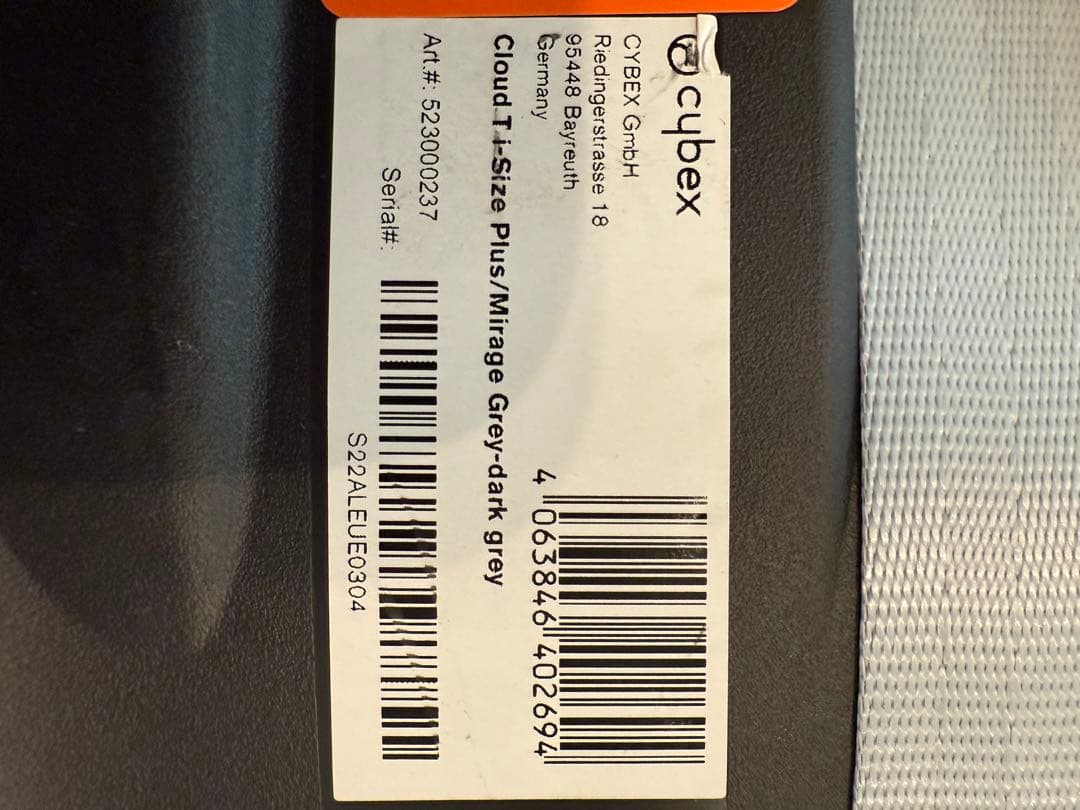 cybex
CYBEX GmbH
Riedingerstrasse 18
95448 Bayreuth
Germany
4 063846 402694
Cloud T i-Size Plus/Mirage Grey-dark grey
Art.#: 523000237
Serial#:
S22ALEUE0304